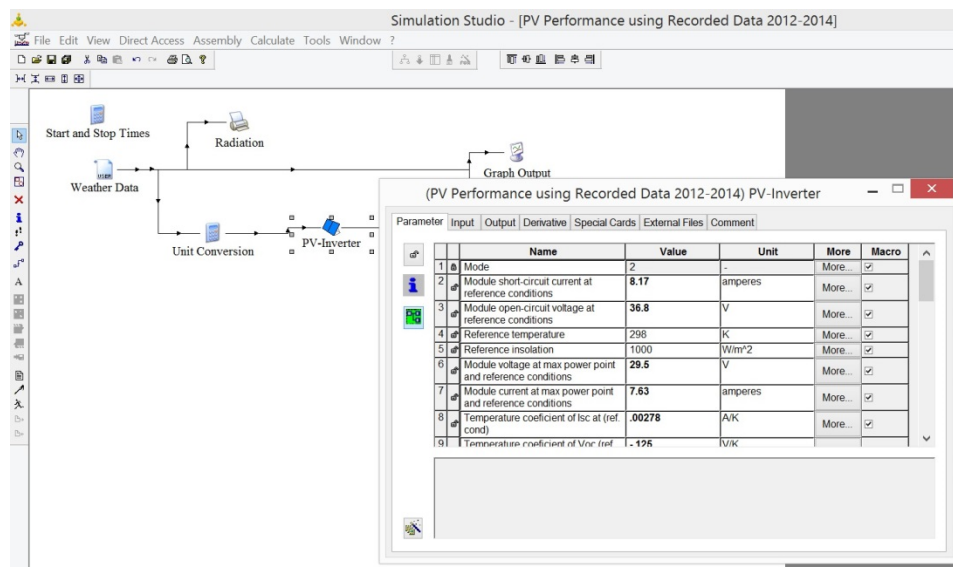 Simulation Studio - [PV Performance using Recorded Data 2012-2014]
File Edit View Direct Access Assembly Calculate Tools Window ?
Start and Stop Times
Radiation
USER
Weather Data
Graph Output
Unit Conversion
PV-Inverter
(PV Performance using Recorded Data 2012-2014) PV-Inverter
Parameter Input Output Derivative Special Cards External Files Comment
Name Value Unit More Macro
1 Mode 2 - More...
2 Module short-circuit current at reference conditions 8.17 amperes More...
3 Module open-circuit voltage at reference conditions 36.8 V More...
4 Reference temperature 298 K More...
5 Reference insolation 1000 W/m^2 More...
6 Module voltage at max power point and reference conditions 29.5 V More...
7 Module current at max power point and reference conditions 7.63 amperes More...
8 Temperature coeficient of Isc at (ref. cond) .00278 A/K More...
9 Temperature coeficient of Voc (ref. -.125 V/K